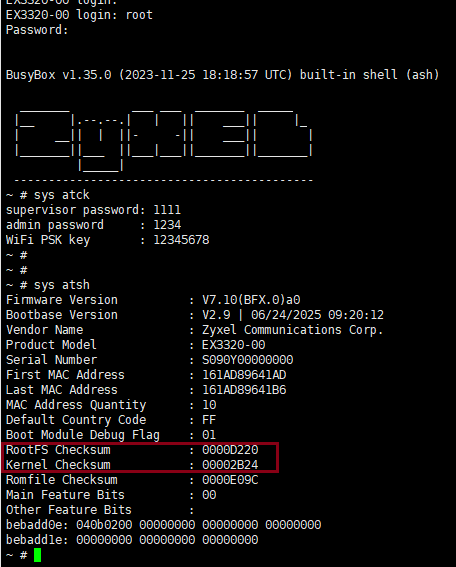 EX3320-00 login:
EX3320-00 login: root
Password:
BusyBox v1.35.0 (2023-11-25 18:18:57 UTC) built-in shell (ash)
ZyXEL
~ # sys atck
supervisor password: 1111
admin password     : 1234
WiFi PSK key       : 12345678
~ #
~ #
~ # sys atsh
Firmware Version           : V7.10(BFX.0)a0
Bootbase Version           : V2.9 | 06/24/2025 09:20:12
Vendor Name                : Zyxel Communications Corp.
Product Model              : EX3320-00
Serial Number              : S090Y00000000
First MAC Address          : 161AD89641AD
Last MAC Address           : 161AD89641B6
MAC Address Quantity       : 10
Default Country Code       : FF
Boot Module Debug Flag     : 01
RootFS Checksum            : 0000D220
Kernel Checksum            : 00002B24
Romfile Checksum           : 0000E09C
Main Feature Bits          : 00
Other Feature Bits         :
bebadd0e: 040b0200 00000000 00000000 00000000
bebadd1e: 00000000 00000000 00000000
~ #